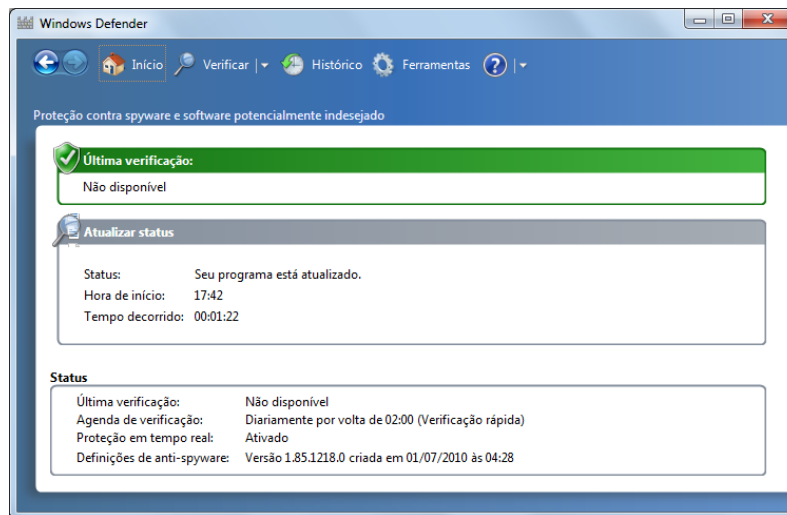 Windows Defender
Início Verificar Histórico Ferramentas ?
Proteção contra spyware e software potencialmente indesejado
Última verificação:
Não disponível
Atualizar status
Status: Seu programa está atualizado.
Hora de início: 17:42
Tempo decorrido: 00:01:22
Status
Última verificação: Não disponível
Agenda de verificação: Diariamente por volta de 02:00 (Verificação rápida)
Proteção em tempo real: Ativado
Definições de anti-spyware: Versão 1.85.1218.0 criada em 01/07/2010 às 04:28